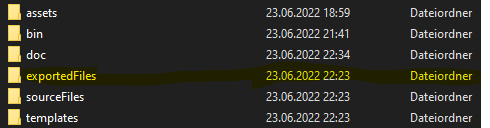 assets 23.06.2022 18:59 Dateiordner
bin 23.06.2022 21:41 Dateiordner
doc 23.06.2022 22:34 Dateiordner
exportedFiles 23.06.2022 22:23 Dateiordner
sourceFiles 23.06.2022 22:23 Dateiordner
templates 23.06.2022 22:23 Dateiordner